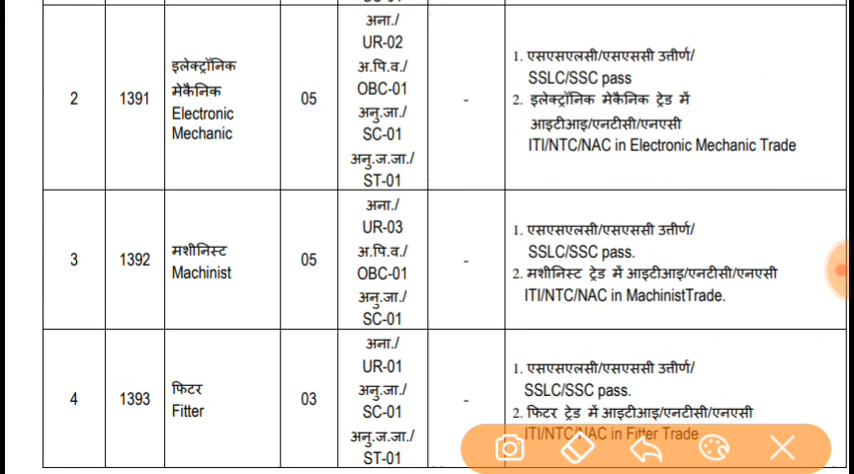 2
1391
इलेक्ट्रॉनिक
मेकैनिक
Electronic
Mechanic
05
अना./
UR-02
अ.पि.व./
OBC-01
अनु.जा./
SC-01
अनु.ज.जा./
ST-01
-
1. एसएसएलसी/एसएससी उत्तीर्ण/
SSLC/SSC pass
2. इलेक्ट्रॉनिक मेकैनिक ट्रेड में
आइटीआइ/एनटीसी/एनएसी
ITI/NTC/NAC in Electronic Mechanic Trade
3
1392
मशीनिस्ट
Machinist
05
अना./
UR-03
अ.पि.व./
OBC-01
अनु.जा./
SC-01
-
1. एसएसएलसी/एसएससी उत्तीर्ण/
SSLC/SSC pass.
2. मशीनिस्ट ट्रेड में आइटीआइ/एनटीसी/एनएसी
ITI/NTC/NAC in MachinistTrade.
4
1393
फिटर
Fitter
03
अना./
UR-01
अनु.जा./
SC-01
अनु.ज.जा./
ST-01
-
1. एसएसएलसी/एसएससी उत्तीर्ण/
SSLC/SSC pass.
2. फिटर ट्रेड में आइटीआइ/एनटीसी/एनएसी
ITI/NTC/NAC in Fitter Trade